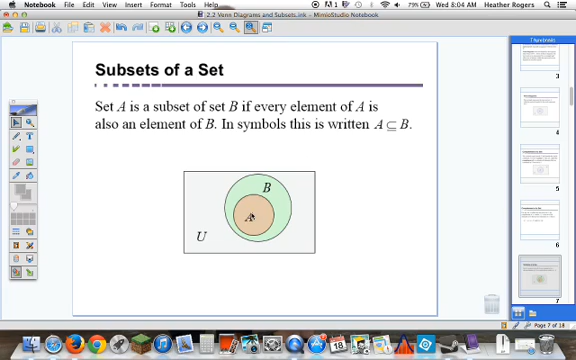 Notebook File Edit View Insert Format Tools Help
79% Wed 8:04 AM Heather Rogers
2.2 Venn Diagrams and Subsets.ink - MimioStudio Notebook
Subsets of a Set
Set A is a subset of set B if every element of A is
also an element of B. In symbols this is written A ⊆ B.
B
A
U
3
4
5
6
7
Page 7 of 18